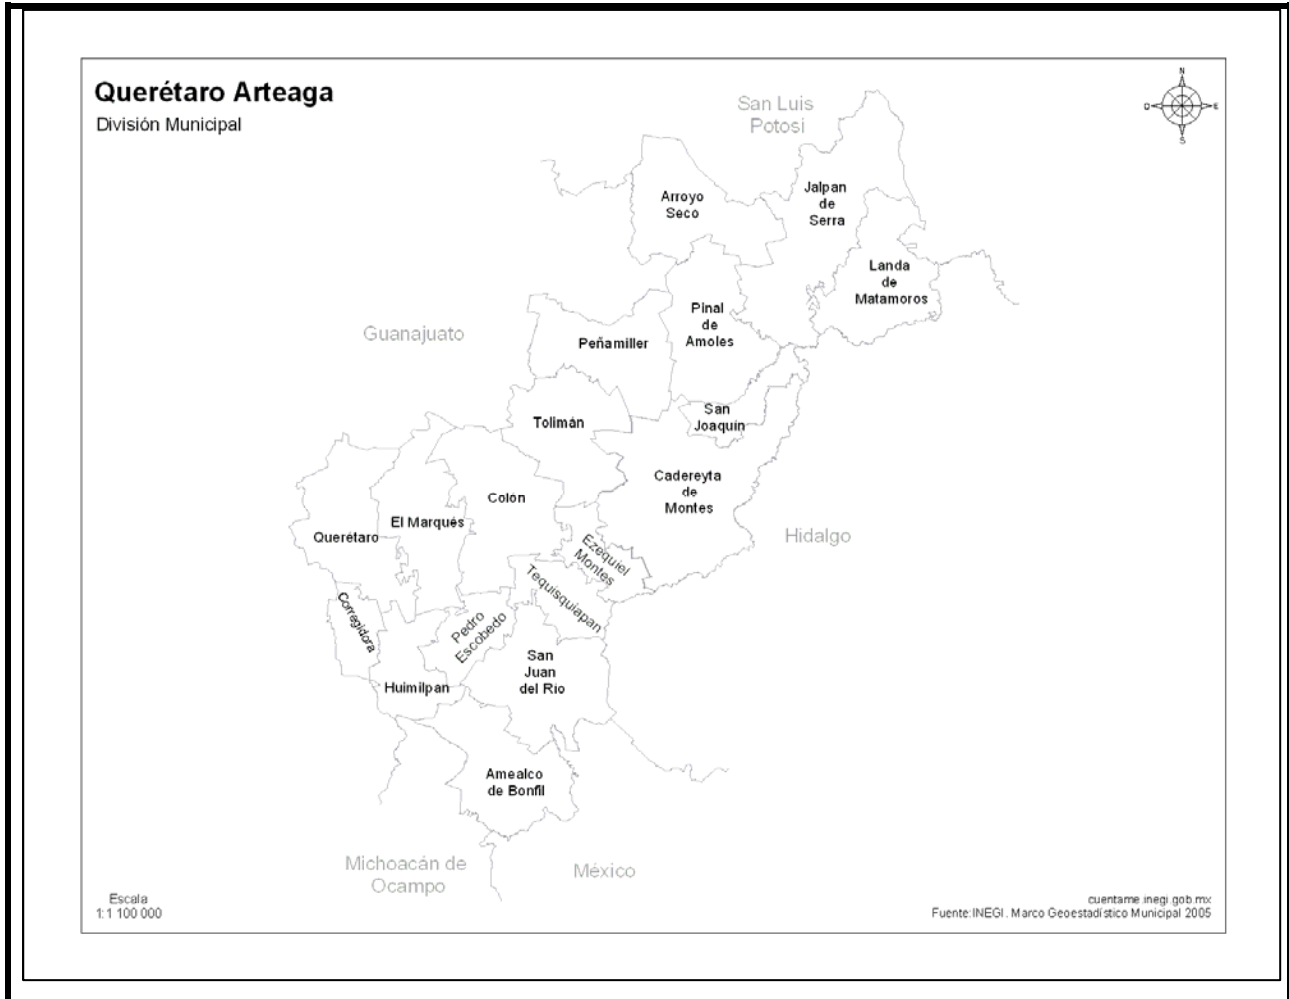 Querétaro Arteaga
División Municipal
San Luis
Potosi
N
O
E
S
Arroyo
Seco
Jalpan
de
Serra
Landa
de
Matamoros
Pinal
de
Amoles
Guanajuato
Peñamiller
San
Joaquín
Tolimán
Cadereyta
de
Montes
Colón
El Marqués
Querétaro
Hidalgo
Ezequiel
Montes
Tequisquiapan
Corregidora
Pedro
Escobedo
San
Juan
del Río
Huimilpan
Amealco
de Bonfil
Michoacán de
Ocampo
México
Escala
1:1 100 000
cuentame.inegi.gob.mx
Fuente:INEGI. Marco Geoestadístico Municipal 2005